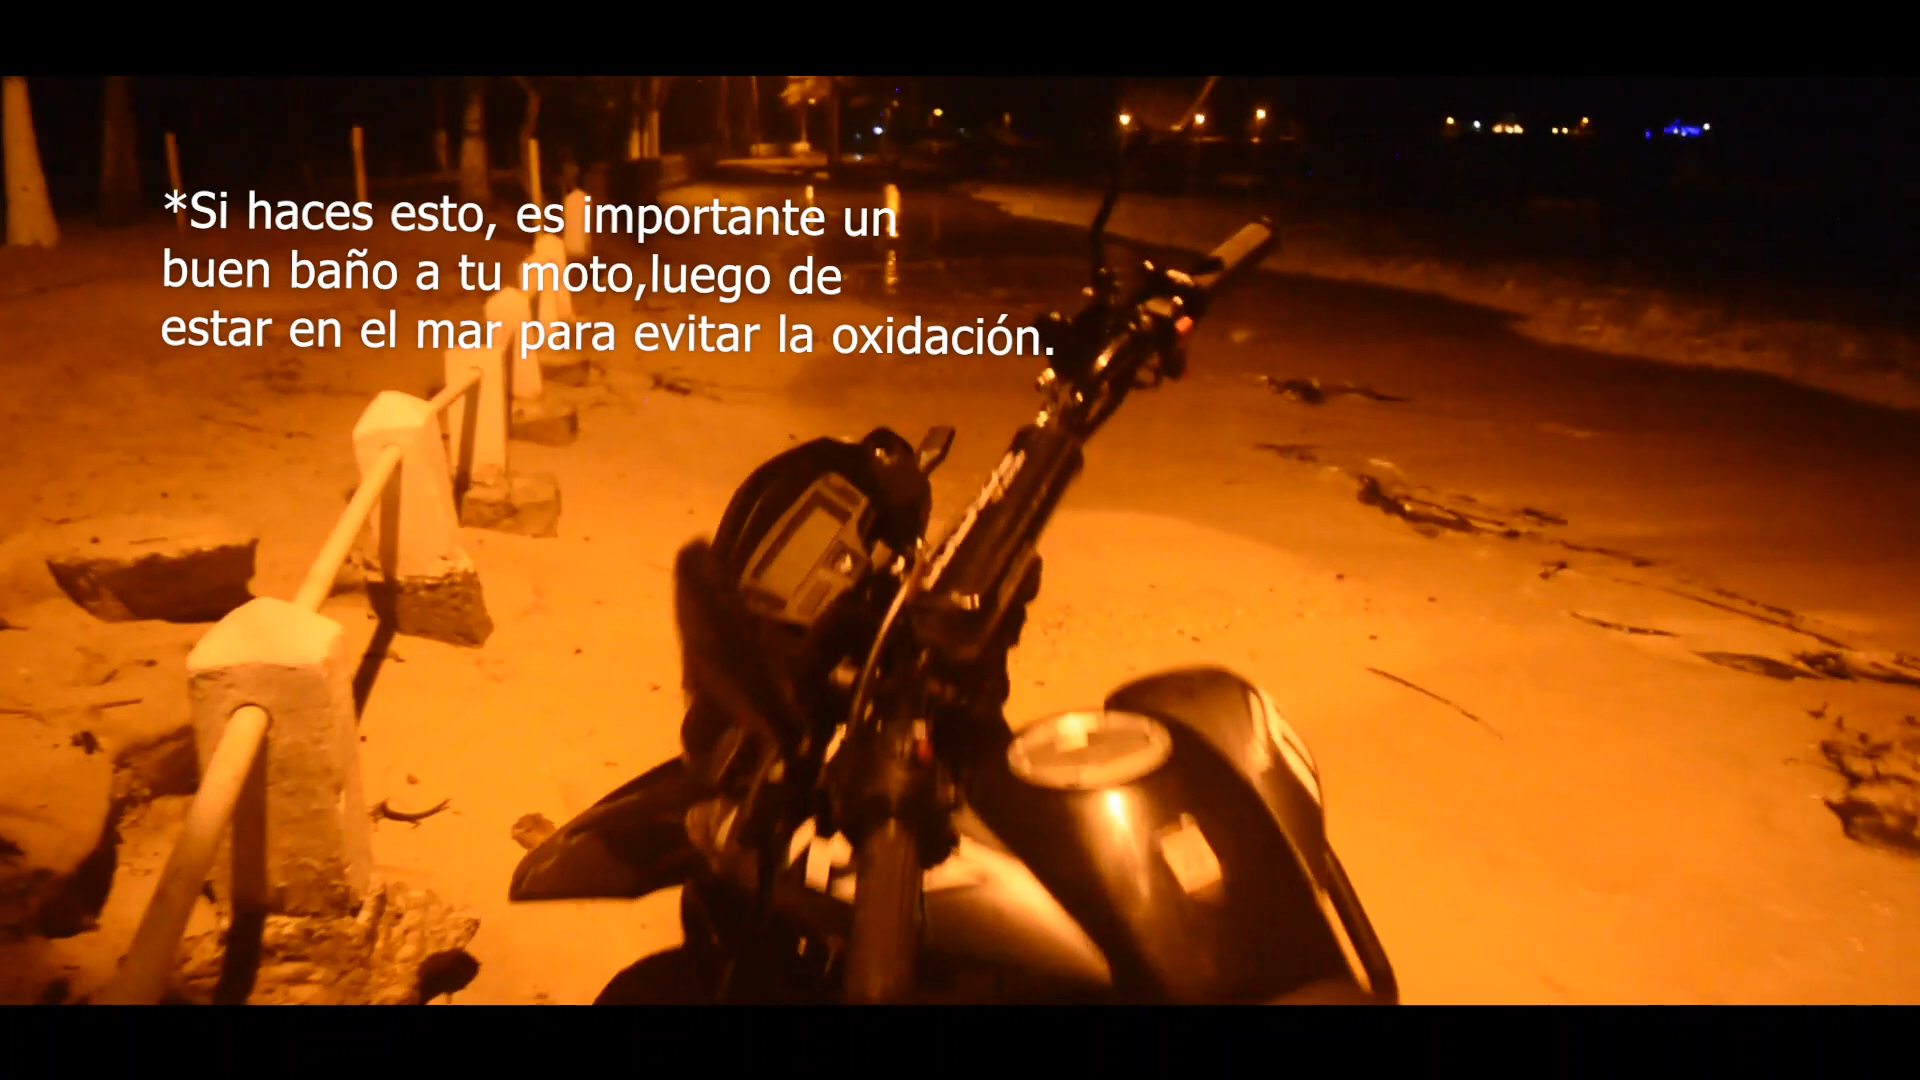 *Si haces esto, es importante un
buen baño a tu moto,luego de
estar en el mar para evitar la oxidación.